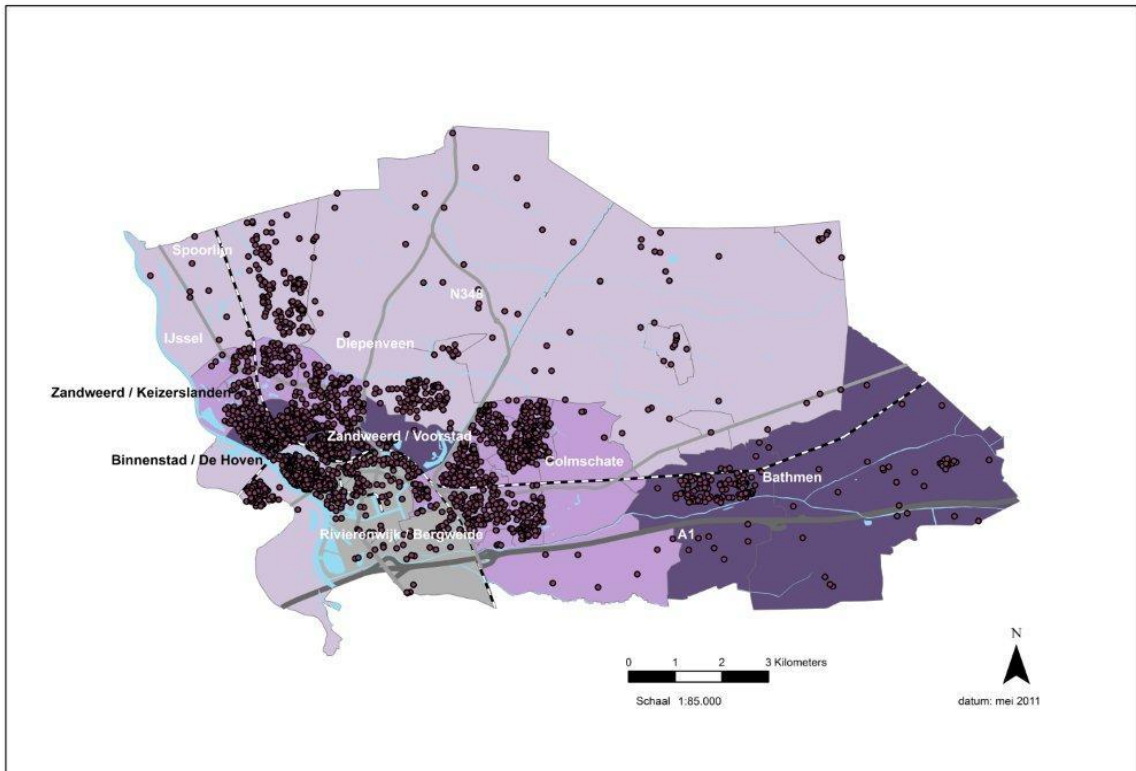 Spoorlijn
N348
IJssel
Diepenveen
Zandweerd / Keizerslanden
Zandweerd / Voorstad
Binnenstad / De Hoven
Colmschate
Bathmen
Rivierenwijk / Bergweide
A1
N
0 1 2 3 Kilometers
Schaal 1:85.000
datum: mei 2011